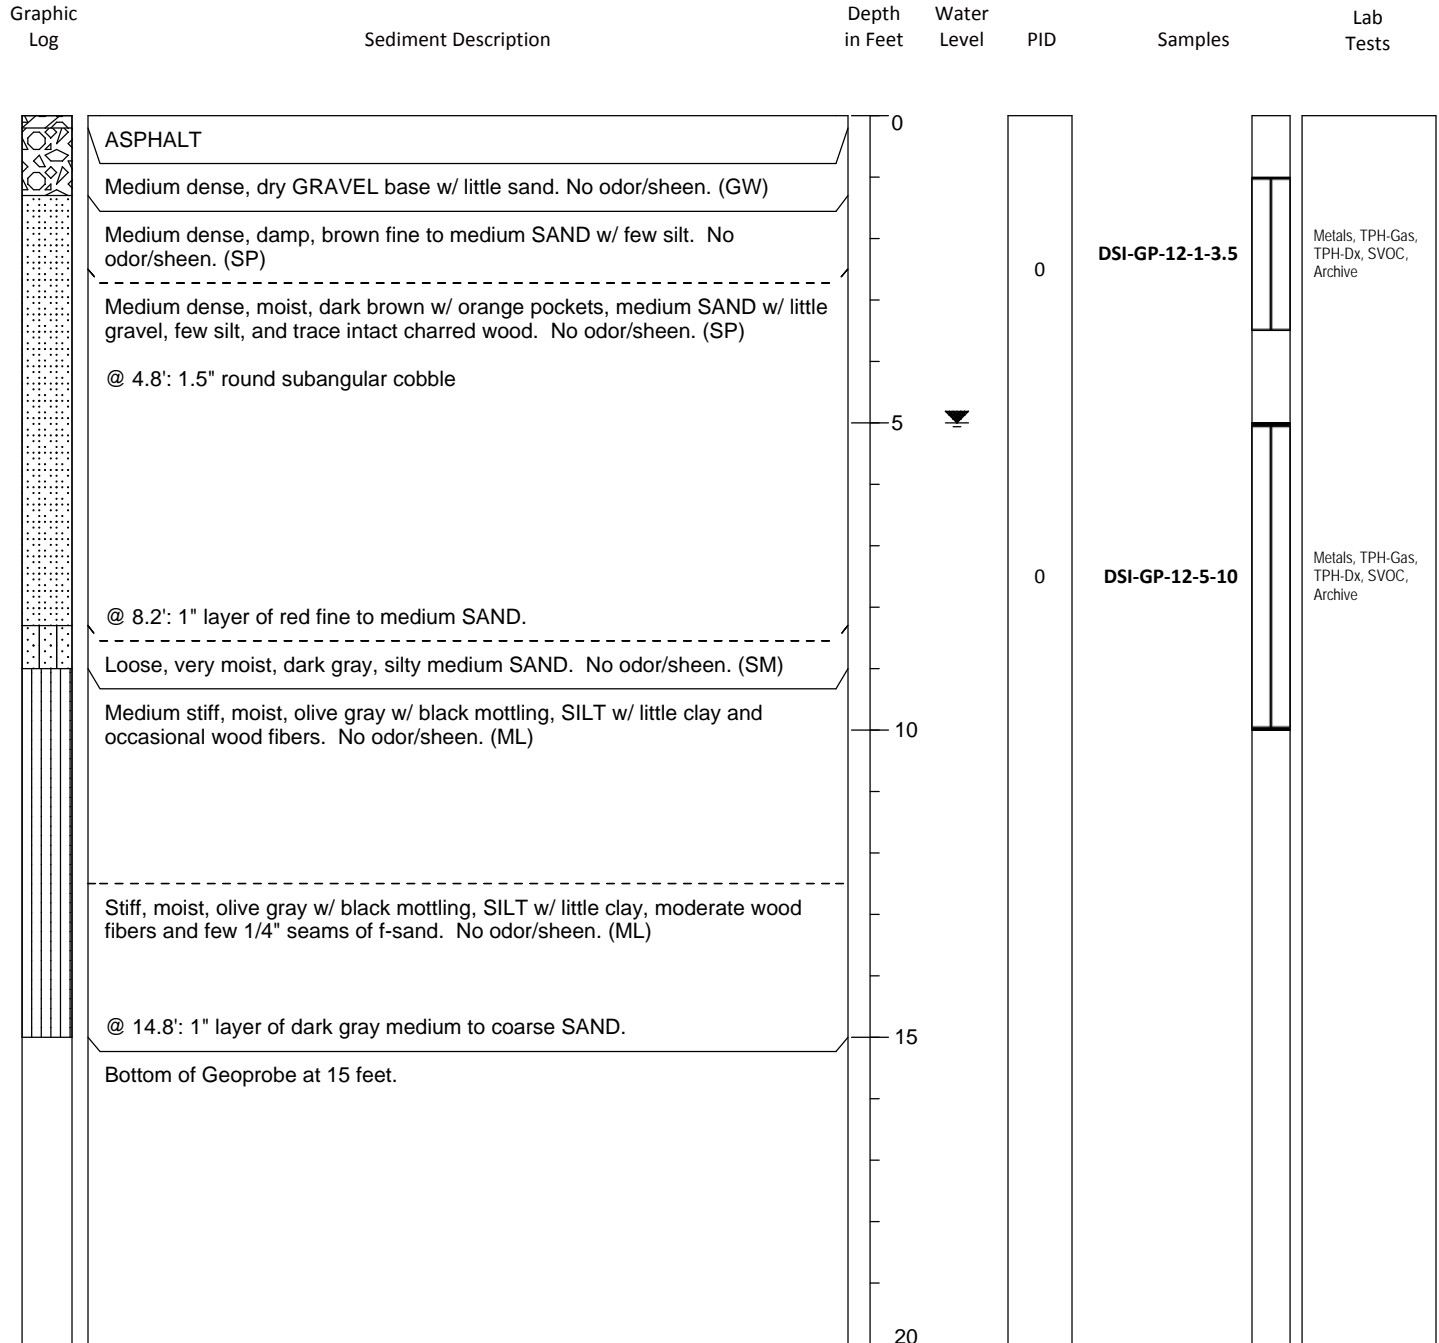 Graphic
Log
Sediment Description
Depth
in Feet
Water
Level
PID
Samples
Lab
Tests
0
ASPHALT
Medium dense, dry GRAVEL base w/ little sand. No odor/sheen. (GW)
Medium dense, damp, brown fine to medium SAND w/ few silt.  No
odor/sheen. (SP)
DSI-GP-12-1-3.5
Metals, TPH-Gas,
TPH-Dx, SVOC,
Archive
0
Medium dense, moist, dark brown w/ orange pockets, medium SAND w/ little
gravel, few silt, and trace intact charred wood.  No odor/sheen. (SP)
@ 4.8': 1.5" round subangular cobble
5
0
DSI-GP-12-5-10
Metals, TPH-Gas,
TPH-Dx, SVOC,
Archive
@ 8.2': 1" layer of red fine to medium SAND.
Loose, very moist, dark gray, silty medium SAND.  No odor/sheen. (SM)
Medium stiff, moist, olive gray w/ black mottling, SILT w/ little clay and
occasional wood fibers.  No odor/sheen. (ML)
10
Stiff, moist, olive gray w/ black mottling, SILT w/ little clay, moderate wood
fibers and few 1/4" seams of f-sand.  No odor/sheen. (ML)
@ 14.8': 1" layer of dark gray medium to coarse SAND.
15
Bottom of Geoprobe at 15 feet.
20